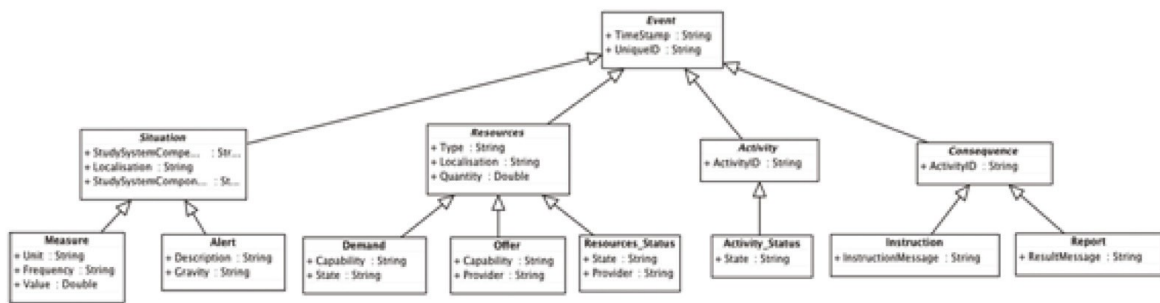 Event
+ TimeStamp : String
+ UniqueID : String
Situation
+ StudySystemCompe... : Str...
+ Localisation : String
+ StudySystemCompon... : St...
Resources
+ Type : String
+ Localisation : String
+ Quantity : Double
Activity
+ ActivityID : String
Consequence
+ ActivityID : String
Measure
+ Unit : String
+ Frequency : String
+ Value : Double
Alert
+ Description : String
+ Gravity : String
Demand
+ Capability : String
+ State : String
Offer
+ Capability : String
+ Provider : String
Resources_Status
+ State : String
+ Provider : String
Activity_Status
+ State : String
Instruction
+ InstructionMessage : String
Report
+ ResultMessage : String